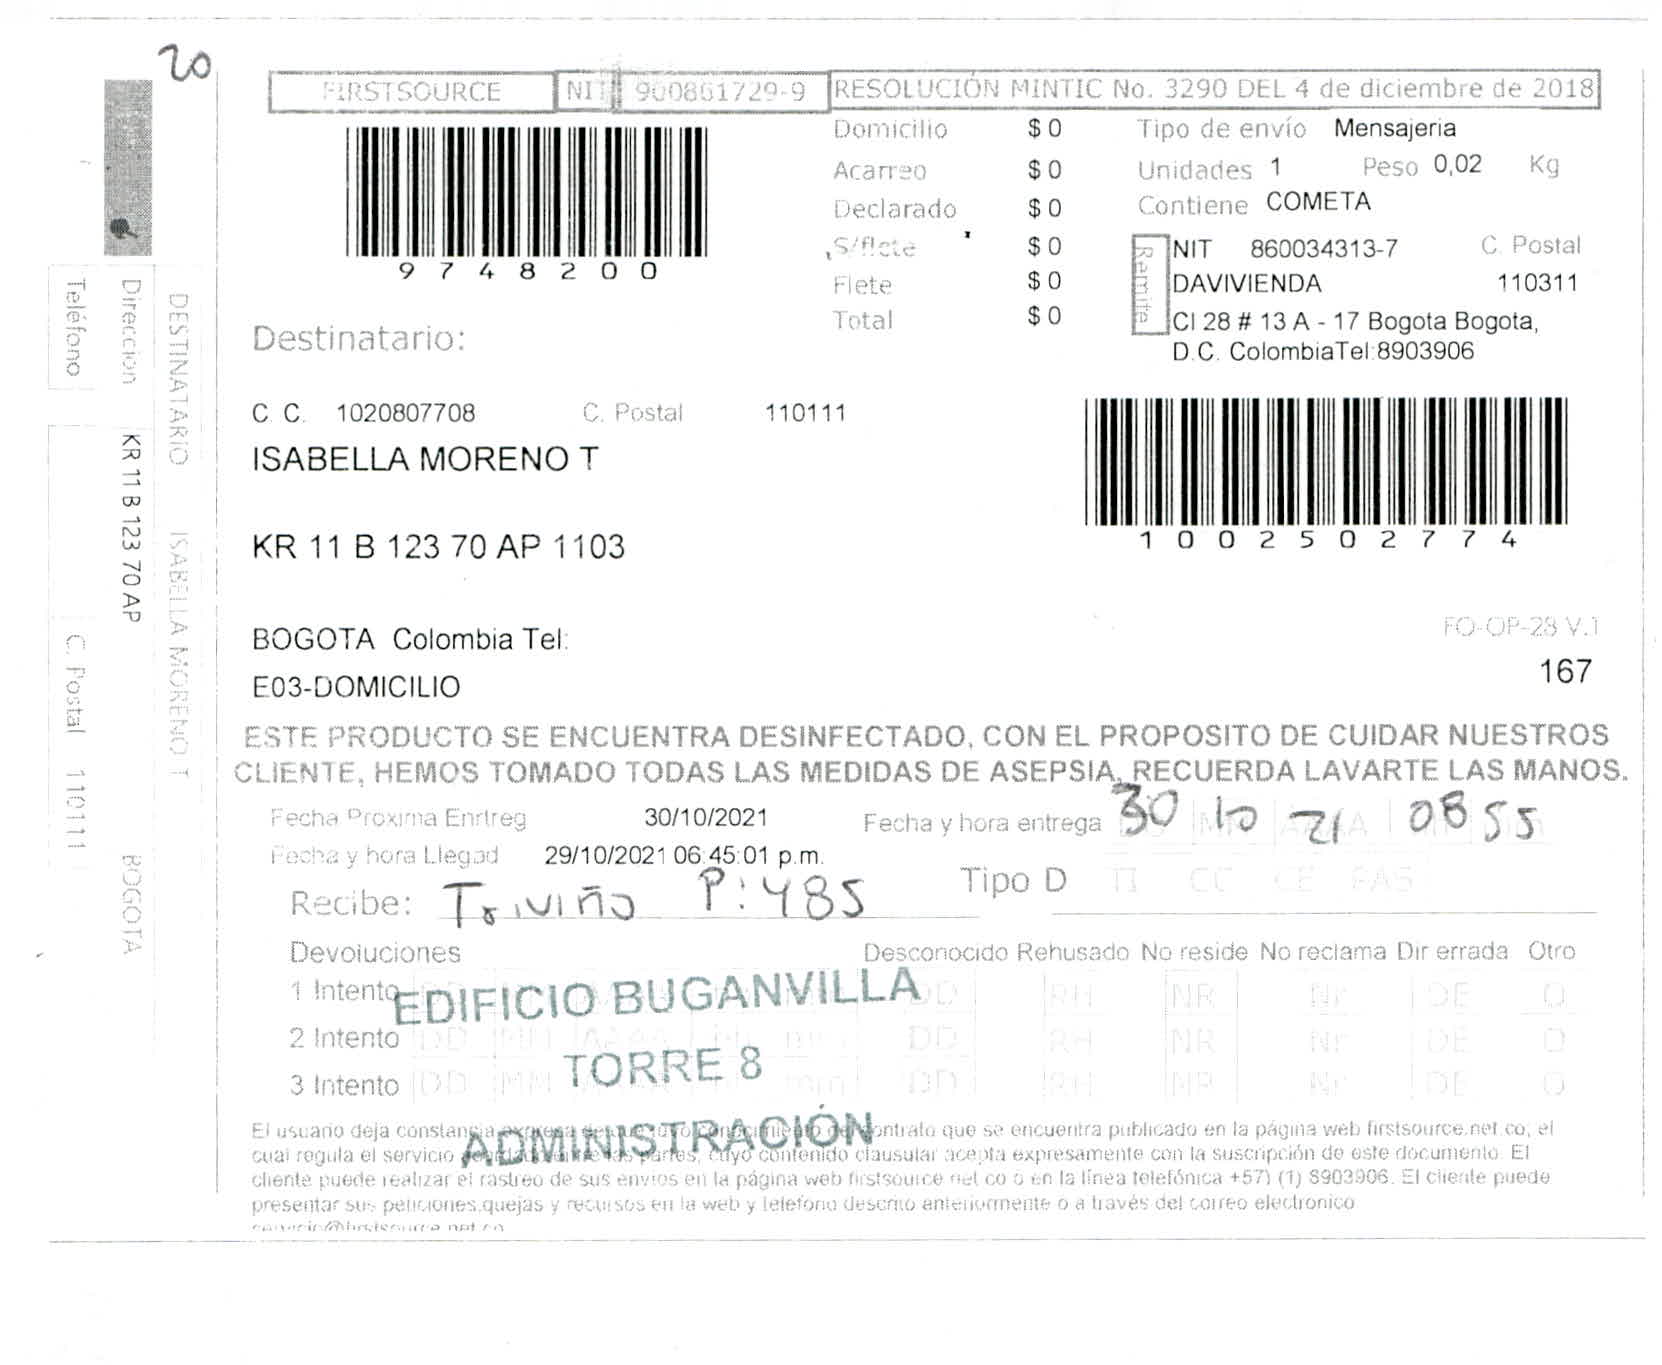 20
FIRSTSOURCE NIT 900861729-9 RESOLUCIÓN MINTIC No. 3290 DEL 4 de diciembre de 2018
9748200
Domicilio $ 0
Acarreo $ 0
Declarado $ 0
S/flete $ 0
Flete $ 0
Total $ 0
Tipo de envío Mensajeria
Unidades 1 Peso 0,02 Kg
Contiene COMETA
Remite
NIT 860034313-7 C. Postal
DAVIVIENDA 110311
Cl 28 # 13 A - 17 Bogota Bogota,
D.C. ColombiaTel:8903906
1002502774
Destinatario:
C. C. 1020807708 C. Postal 110111
ISABELLA MORENO T
KR 11 B 123 70 AP 1103
BOGOTA Colombia Tel:
E03-DOMICILIO
FO-OP-28 V.1
167
ESTE PRODUCTO SE ENCUENTRA DESINFECTADO, CON EL PROPOSITO DE CUIDAR NUESTROS
CLIENTE, HEMOS TOMADO TODAS LAS MEDIDAS DE ASEPSIA, RECUERDA LAVARTE LAS MANOS.
Fecha Proxima Enrtreg 30/10/2021 Fecha y hora entrega 30 10 21 0855
Fecha y hora Llegad 29/10/2021 06:45:01 p.m.
Recibe: Triviño P:485 Tipo D TI CC CE PAS
Devoluciones Desconocido Rehusado No reside No reclama Dir errada Otro
1 Intento DD RH NR Nr DE O
2 Intento DD MM AAAA HH mm DD RH NR Nr DE O
3 Intento DD MM mm DD RH NR Nr DE O
EDIFICIO BUGANVILLA
TORRE 8
ADMINISTRACIÓN
El usuario deja constancia expresa que tuvo conocimiento del contrato que se encuentra publicado en la página web firstsource.net.co, el
cual regula el servicio acordado entre las partes, cuyo contenido clausular acepta expresamente con la suscripción de este documento. El
cliente puede realizar el rastreo de sus envios en la página web firstsource.net.co o en la línea telefónica +57) (1) 8903906. El cliente puede
presentar sus peticiones,quejas y recursos en la web y telefono descrito anteriormente o a través del correo electronico
servicio@firstsource.net.co
DESTINATARIO ISABELLA MORENO T
Dirección KR 11 B 123 70 AP BOGOTA
Teléfono C. Postal 110111